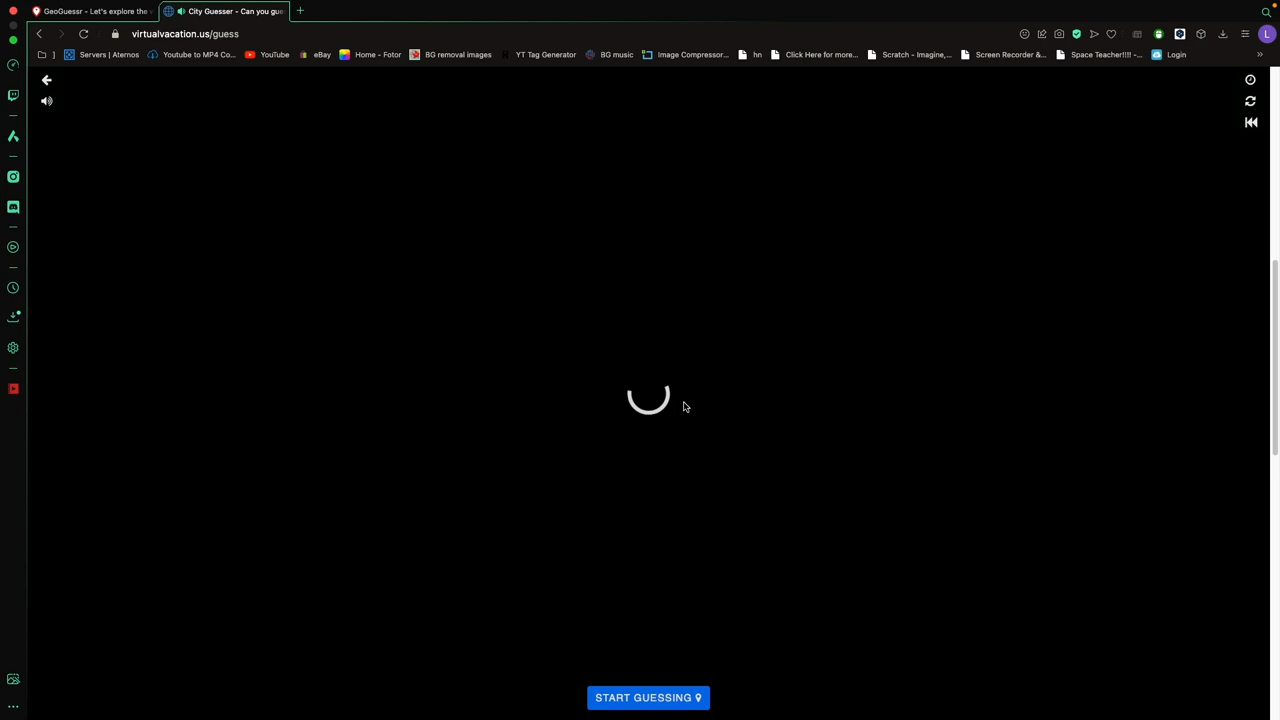 GeoGuessr - Let's explore the w
City Guesser - Can you gue
virtualvacation.us/guess
L
]
Servers | Aternos
Youtube to MP4 Co...
YouTube
eBay
Home - Fotor
BG removal images
YT Tag Generator
BG music
Image Compressor...
hn
Click Here for more...
Scratch - Imagine,...
Screen Recorder &...
Space Teacher!!!! -...
Login
START GUESSING